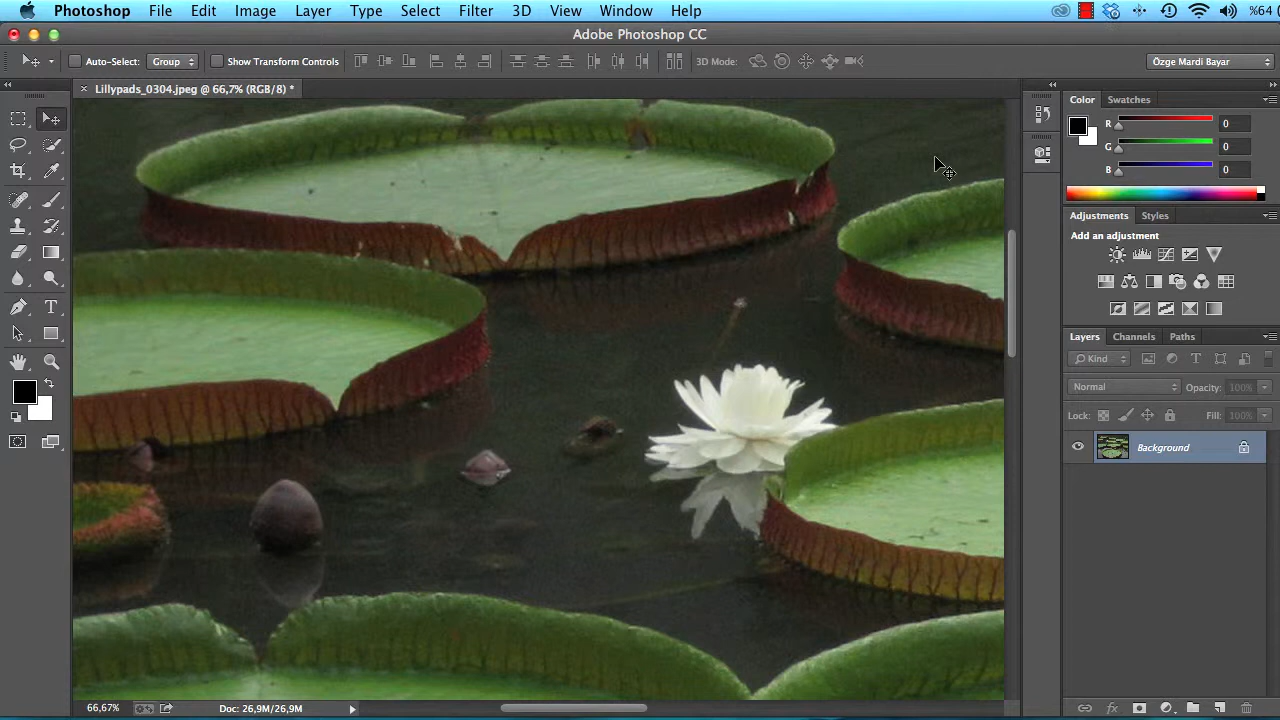 Photoshop File Edit Image Layer Type Select Filter 3D View Window Help %64
Adobe Photoshop CC
Auto-Select: Group Show Transform Controls 3D Mode: Özge Mardi Bayar
Lillypads_0304.jpeg @ 66,7% (RGB/8) *
Color Swatches
R 0
G 0
B 0
Adjustments Styles
Add an adjustment
Layers Channels Paths
Kind
Normal Opacity: 100%
Lock: Fill: 100%
Background
66,67% Doc: 26,9M/26,9M